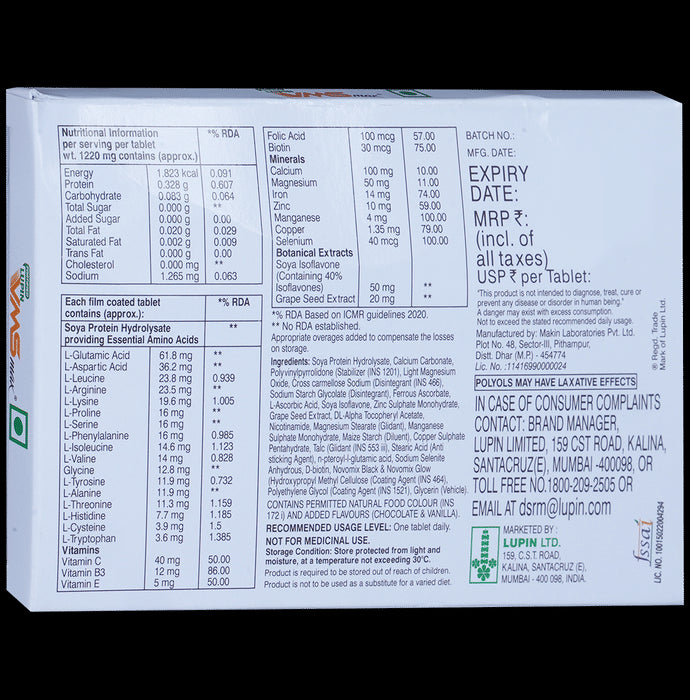 VMS MAX
Nutritional Information *% RDA
per serving per tablet
wt. 1220 mg contains (approx.)
Energy 1.823 kcal 0.091
Protein 0.328 g 0.607
Carbohydrate 0.083 g 0.064
Total Sugar 0.000 g **
Added Sugar 0.000 g 0.00
Total Fat 0.020 g 0.029
Saturated Fat 0.002 g 0.009
Trans Fat 0.000 g 0.00
Cholesterol 0.000 mg **
Sodium 1.265 mg 0.063
Each film coated tablet *% RDA
contains (approx.):
Soya Protein Hydrolysate **
providing Essential Amino Acids
L-Glutamic Acid 61.8 mg **
L-Aspartic Acid 36.2 mg **
L-Leucine 23.8 mg 0.939
L-Arginine 23.5 mg **
L-Lysine 19.6 mg 1.005
L-Proline 16 mg **
L-Serine 16 mg **
L-Phenylalanine 16 mg 0.985
L-Isoleucine 14.6 mg 1.123
L-Valine 14 mg 0.828
Glycine 12.8 mg **
L-Tyrosine 11.9 mg 0.732
L-Alanine 11.9 mg **
L-Threonine 11.3 mg 1.159
L-Histidine 7.7 mg 1.185
L-Cysteine 3.9 mg 1.5
L-Tryptophan 3.6 mg 1.385
Vitamins
Vitamin C 40 mg 50.00
Vitamin B3 12 mg 86.00
Vitamin E 5 mg 50.00
Folic Acid 100 mcg 57.00
Biotin 30 mcg 75.00
Minerals
Calcium 100 mg 10.00
Magnesium 50 mg 11.00
Iron 14 mg 74.00
Zinc 10 mg 59.00
Manganese 4 mg 100.00
Copper 1.35 mg 79.00
Selenium 40 mcg 100.00
Botanical Extracts
Soya Isoflavone
(Containing 40%
Isoflavones) 50 mg **
Grape Seed Extract 20 mg **
*% RDA Based on ICMR guidelines 2020.
** No RDA established.
Appropriate overages added to compensate the losses
on storage.
Ingredients: Soya Protein Hydrolysate, Calcium Carbonate,
Polyvinylpyrrolidone (Stabilizer (INS 1201), Light Magnesium
Oxide, Cross carmellose Sodium (Disintegrant (INS 466),
Sodium Starch Glycolate (Disintegrant), Ferrous Ascorbate,
L-Ascorbic Acid, Soya Isoflavone, Zinc Sulphate Monohydrate,
Grape Seed Extract, DL-Alpha Tocopheryl Acetate,
Nicotinamide, Magnesium Stearate (Glidant), Manganese
Sulphate Monohydrate, Maize Starch (Diluent), Copper Sulphate
Pentahydrate, Talc (Glidant (INS 553 iii), Stearic Acid (Anti
sticking Agent), n-pteroyl-l-glutamic acid, Sodium Selenite
Anhydrous, D-biotin, Novomix Black & Novomix Glow
(Hydroxypropyl Methyl Cellulose (Coating Agent (INS 464),
Polyethylene Glycol (Coating Agent (INS 1521), Glycerin (Vehicle).
CONTAINS PERMITTED NATURAL FOOD COLOUR (INS
172 i) AND ADDED FLAVOURS (CHOCOLATE & VANILLA).
RECOMMENDED USAGE LEVEL: One tablet daily.
NOT FOR MEDICINAL USE.
Storage Condition: Store protected from light and
moisture, at a temperature not exceeding 30°C.
Product is required to be stored out of reach of children.
Product is not to be used as a substitute for a varied diet.
BATCH NO.:
MFG. DATE:
EXPIRY
DATE:
MRP ₹:
(incl. of
all taxes)
USP ₹ per Tablet:
"This product is not intended to diagnose, treat, cure or
prevent any disease or disorder in human being."
A danger may exist with excess consumption.
Not to exceed the stated recommended daily usage.
Manufactured by: Makin Laboratories Pvt. Ltd.
Plot No. 48, Sector-III, Pithampur,
Distt. Dhar (M.P.) - 454774
Lic. No.: 11416990000024
POLYOLS MAY HAVE LAXATIVE EFFECTS
IN CASE OF CONSUMER COMPLAINTS
CONTACT: BRAND MANAGER,
LUPIN LIMITED, 159 CST ROAD, KALINA,
SANTACRUZ(E), MUMBAI -400098, OR
TOLL FREE NO.1800-209-2505 OR
EMAIL AT dsrm@lupin.com
MARKETED BY :
LUPIN LTD.
159, C.S.T. ROAD,
KALINA, SANTACRUZ (E),
MUMBAI - 400 098, INDIA.
® Regd. Trade
Mark of Lupin Ltd.
fssai
LIC. NO. 10015022004294
LUPIN
VMS
MAX®